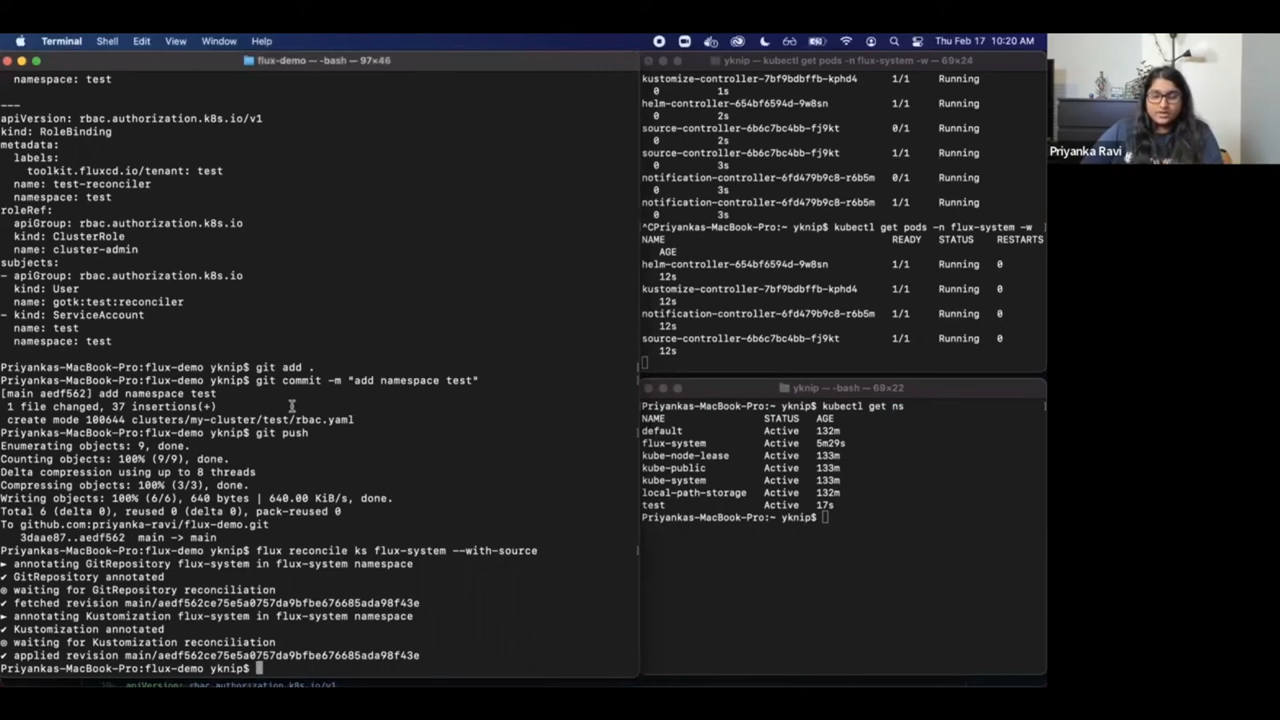 Terminal Shell Edit View Window Help
Thu Feb 17 10:20 AM
flux-demo — -bash — 97×46
namespace: test
---
apiVersion: rbac.authorization.k8s.io/v1
kind: RoleBinding
metadata:
labels:
toolkit.fluxcd.io/tenant: test
name: test-reconciler
namespace: test
roleRef:
apiGroup: rbac.authorization.k8s.io
kind: ClusterRole
name: cluster-admin
subjects:
- apiGroup: rbac.authorization.k8s.io
kind: User
name: gotk:test:reconciler
- kind: ServiceAccount
name: test
namespace: test
Priyankas-MacBook-Pro:flux-demo yknip$ git add .
Priyankas-MacBook-Pro:flux-demo yknip$ git commit -m "add namespace test"
[main aedf562] add namespace test
1 file changed, 37 insertions(+)
create mode 100644 clusters/my-cluster/test/rbac.yaml
Priyankas-MacBook-Pro:flux-demo yknip$ git push
Enumerating objects: 9, done.
Counting objects: 100% (9/9), done.
Delta compression using up to 8 threads
Compressing objects: 100% (3/3), done.
Writing objects: 100% (6/6), 640 bytes | 640.00 KiB/s, done.
Total 6 (delta 0), reused 0 (delta 0), pack-reused 0
To github.com:priyanka-ravi/flux-demo.git
3daae87..aedf562 main -> main
Priyankas-MacBook-Pro:flux-demo yknip$ flux reconcile ks flux-system --with-source
► annotating GitRepository flux-system in flux-system namespace
✔ GitRepository annotated
◎ waiting for GitRepository reconciliation
✔ fetched revision main/aedf562ce75e5a0757da9bfbe676685ada98f43e
► annotating Kustomization flux-system in flux-system namespace
✔ Kustomization annotated
◎ waiting for Kustomization reconciliation
✔ applied revision main/aedf562ce75e5a0757da9bfbe676685ada98f43e
Priyankas-MacBook-Pro:flux-demo yknip$
apiVersion: rbac.authorization.k8s.io/v1
yknip — kubectl get pods -n flux-system -w — 69×24
kustomize-controller-7bf9bdbffb-kphd4 1/1 Running
0 1s
helm-controller-654bf6594d-9w8sn 1/1 Running
0 2s
source-controller-6b6c7bc4bb-fj9kt 0/1 Running
0 2s
source-controller-6b6c7bc4bb-fj9kt 1/1 Running
0 3s
notification-controller-6fd479b9c8-r6b5m 0/1 Running
0 3s
notification-controller-6fd479b9c8-r6b5m 1/1 Running
0 3s
^CPriyankas-MacBook-Pro:~ yknip$ kubectl get pods -n flux-system -w
NAME READY STATUS RESTARTS
AGE
helm-controller-654bf6594d-9w8sn 1/1 Running 0
12s
kustomize-controller-7bf9bdbffb-kphd4 1/1 Running 0
12s
notification-controller-6fd479b9c8-r6b5m 1/1 Running 0
12s
source-controller-6b6c7bc4bb-fj9kt 1/1 Running 0
12s
yknip — -bash — 69×22
Priyankas-MacBook-Pro:~ yknip$ kubectl get ns
NAME STATUS AGE
default Active 132m
flux-system Active 5m29s
kube-node-lease Active 133m
kube-public Active 133m
kube-system Active 133m
local-path-storage Active 132m
test Active 17s
Priyankas-MacBook-Pro:~ yknip$
Priyanka Ravi